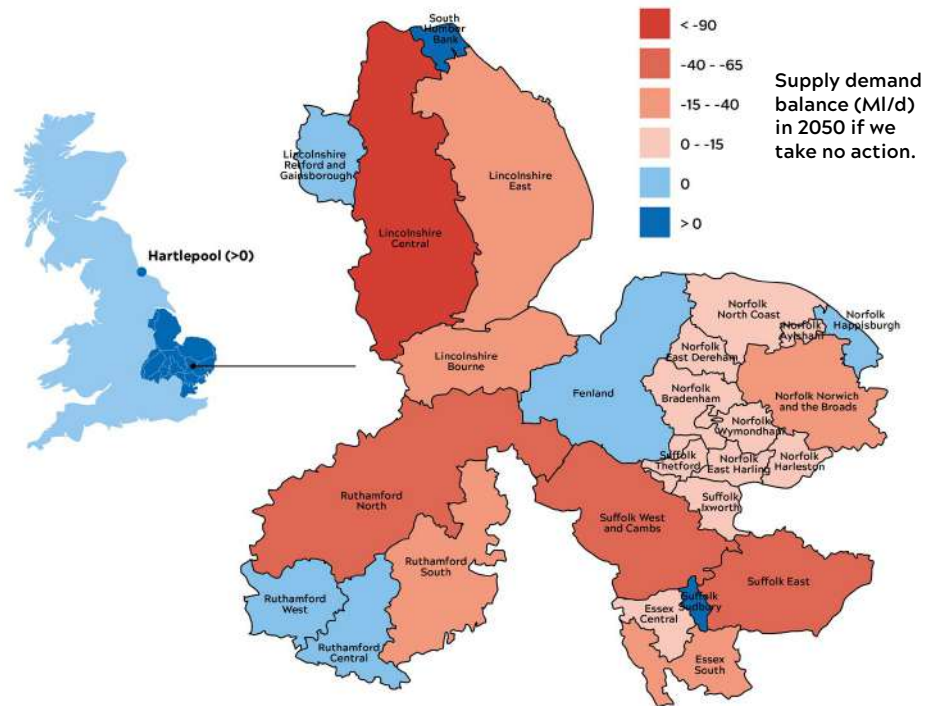 South
Humber
Bank
Lincolnshire
Retford and
Gainsborough
Lincolnshire
East
Lincolnshire
Central
Hartlepool (>0)
Lincolnshire
Bourne
Fenland
Norfolk
North Coast
Norfolk
Aylsham
Norfolk
Happisburgh
Norfolk
East Dereham
Norfolk
Bradenham
Norfolk Norwich
and the Broads
Norfolk
Wymondham
Suffolk
Thetford
Norfolk
East Harling
Norfolk
Harleston
Suffolk
Ixworth
Ruthamford
North
Ruthamford
South
Ruthamford
West
Ruthamford
Central
Suffolk West
and Cambs
Suffolk East
Suffolk
Sudbury
Essex
Central
Essex
South
< -90
-40 - -65
-15 - -40
0 - -15
0
> 0
Supply demand
balance (Ml/d)
in 2050 if we
take no action.